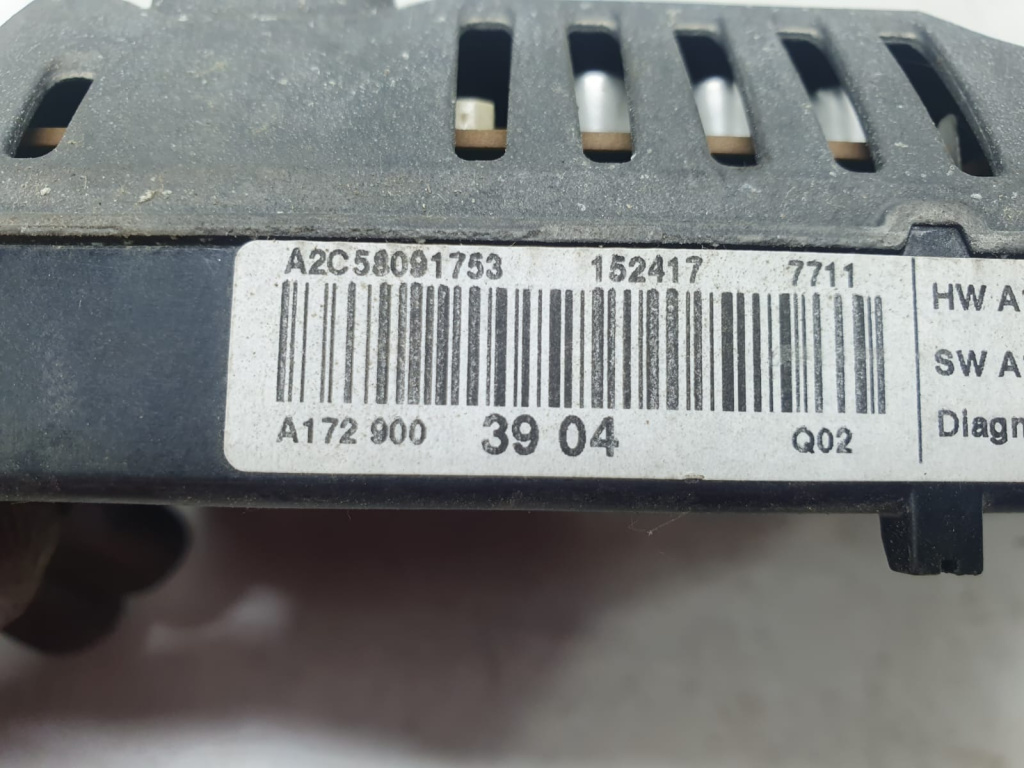 A2C58091753 152417 7711
A172 900 39 04 Q02
HW A
SW A
Diagn